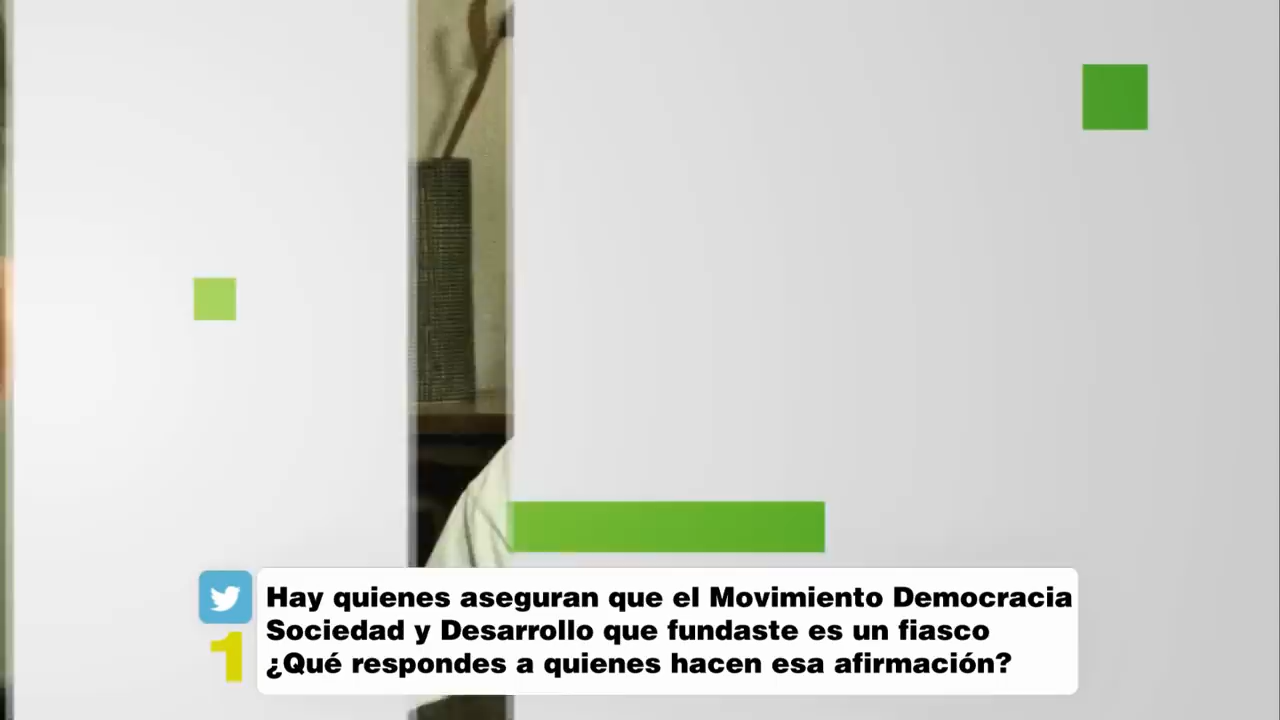 Hay quienes aseguran que el Movimiento Democracia
Sociedad y Desarrollo que fundaste es un fiasco
1 ¿Qué respondes a quienes hacen esa afirmación?